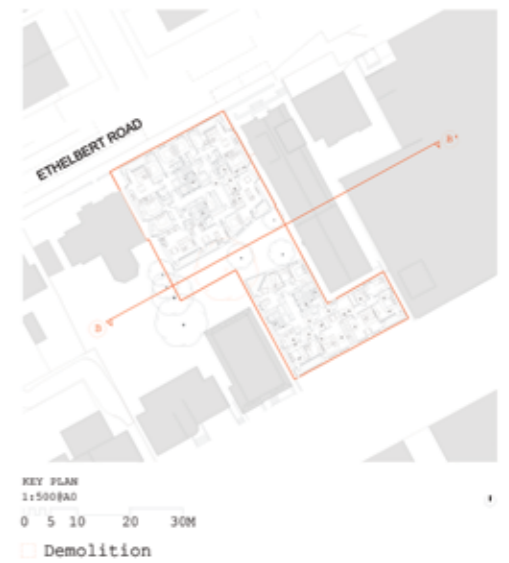 ETHELBERT ROAD
B
KEY PLAN
1:500@A0
0 5 10 20 30M
Demolition